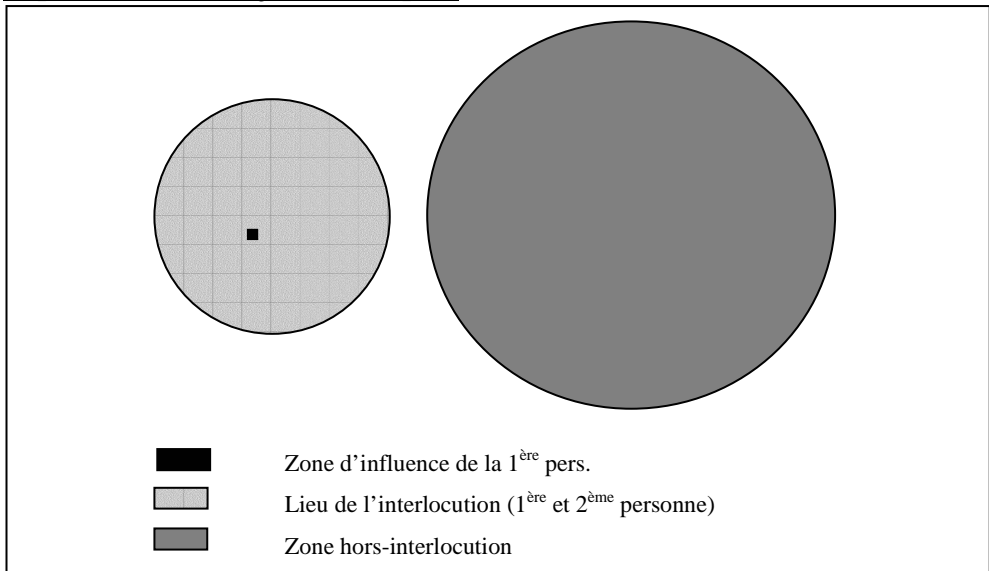 Zone d'influence de la 1ère pers.
Lieu de l'interlocution (1ère et 2ème personne)
Zone hors-interlocution